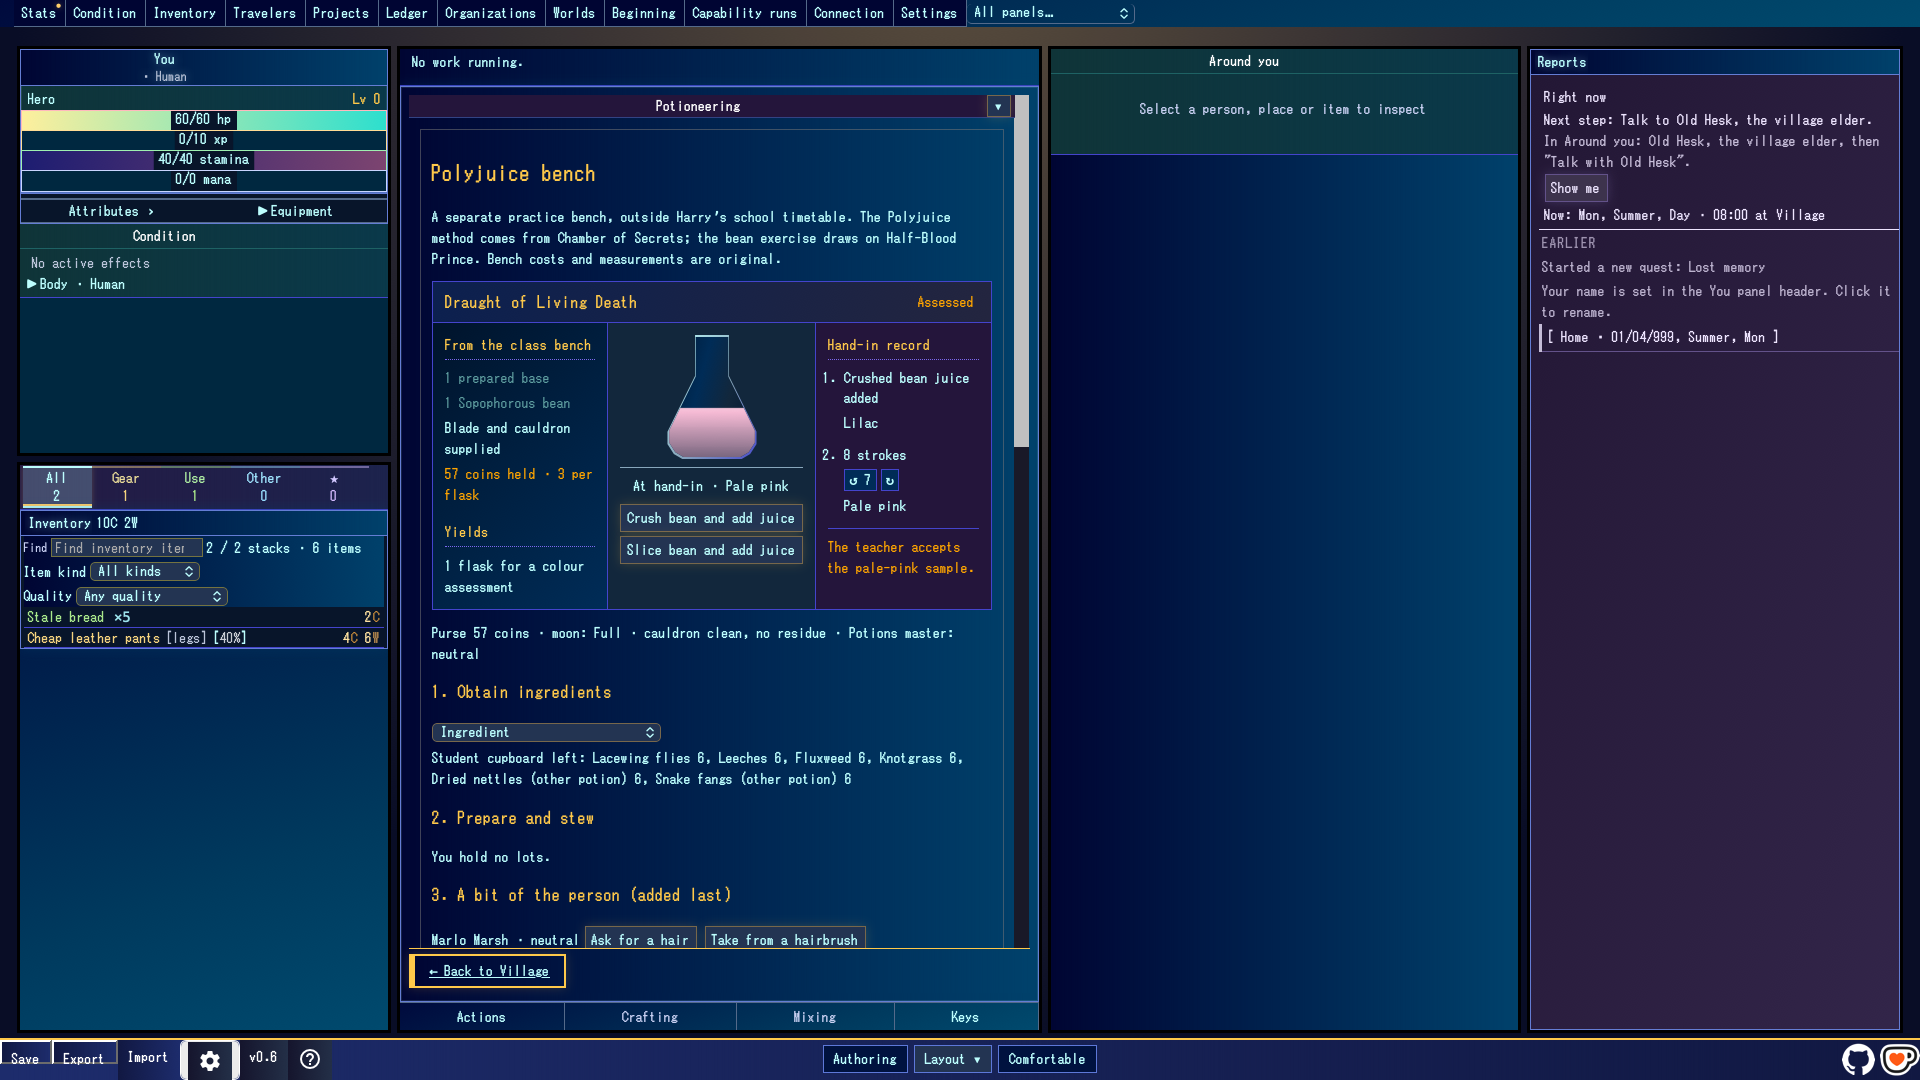 Stats Condition Inventory Travelers Projects Ledger Organizations Worlds Beginning Capability runs Connection Settings All panels…
You
· Human
Hero Lv 0
60/60 hp
0/10 xp
40/40 stamina
0/0 mana
Attributes › ▶Equipment
Condition
No active effects
▶Body · Human
All Gear Use Other ★
2 1 1 0 0
Inventory 10C 2W
Find Find inventory iter 2 / 2 stacks · 6 items
Item kind All kinds
Quality Any quality
Stale bread ×5 2C
Cheap leather pants [legs] [40%] 4C 6W
No work running.
Potioneering ▼
Polyjuice bench
A separate practice bench, outside Harry's school timetable. The Polyjuice
method comes from Chamber of Secrets; the bean exercise draws on Half-Blood
Prince. Bench costs and measurements are original.
Draught of Living Death Assessed
From the class bench
1 prepared base
1 Sopophorous bean
Blade and cauldron
supplied
57 coins held · 3 per
flask
Yields
1 flask for a colour
assessment
At hand-in · Pale pink
Crush bean and add juice
Slice bean and add juice
Hand-in record
1. Crushed bean juice
added
Lilac
2. 8 strokes
↺ 7 ↻
Pale pink
The teacher accepts
the pale-pink sample.
Purse 57 coins · moon: Full · cauldron clean, no residue · Potions master:
neutral
1. Obtain ingredients
Ingredient
Student cupboard left: Lacewing flies 6, Leeches 6, Fluxweed 6, Knotgrass 6,
Dried nettles (other potion) 6, Snake fangs (other potion) 6
2. Prepare and stew
You hold no lots.
3. A bit of the person (added last)
Marlo Marsh · neutral Ask for a hair Take from a hairbrush
← Back to Village
Actions Crafting Mixing Keys
Around you
Select a person, place or item to inspect
Reports
Right now
Next step: Talk to Old Hesk, the village elder.
In Around you: Old Hesk, the village elder, then
"Talk with Old Hesk".
Show me
Now: Mon, Summer, Day · 08:00 at Village
EARLIER
Started a new quest: Lost memory
Your name is set in the You panel header. Click it
to rename.
[ Home · 01/04/999, Summer, Mon ]
Save Export Import v0.6 Authoring Layout ▼ Comfortable